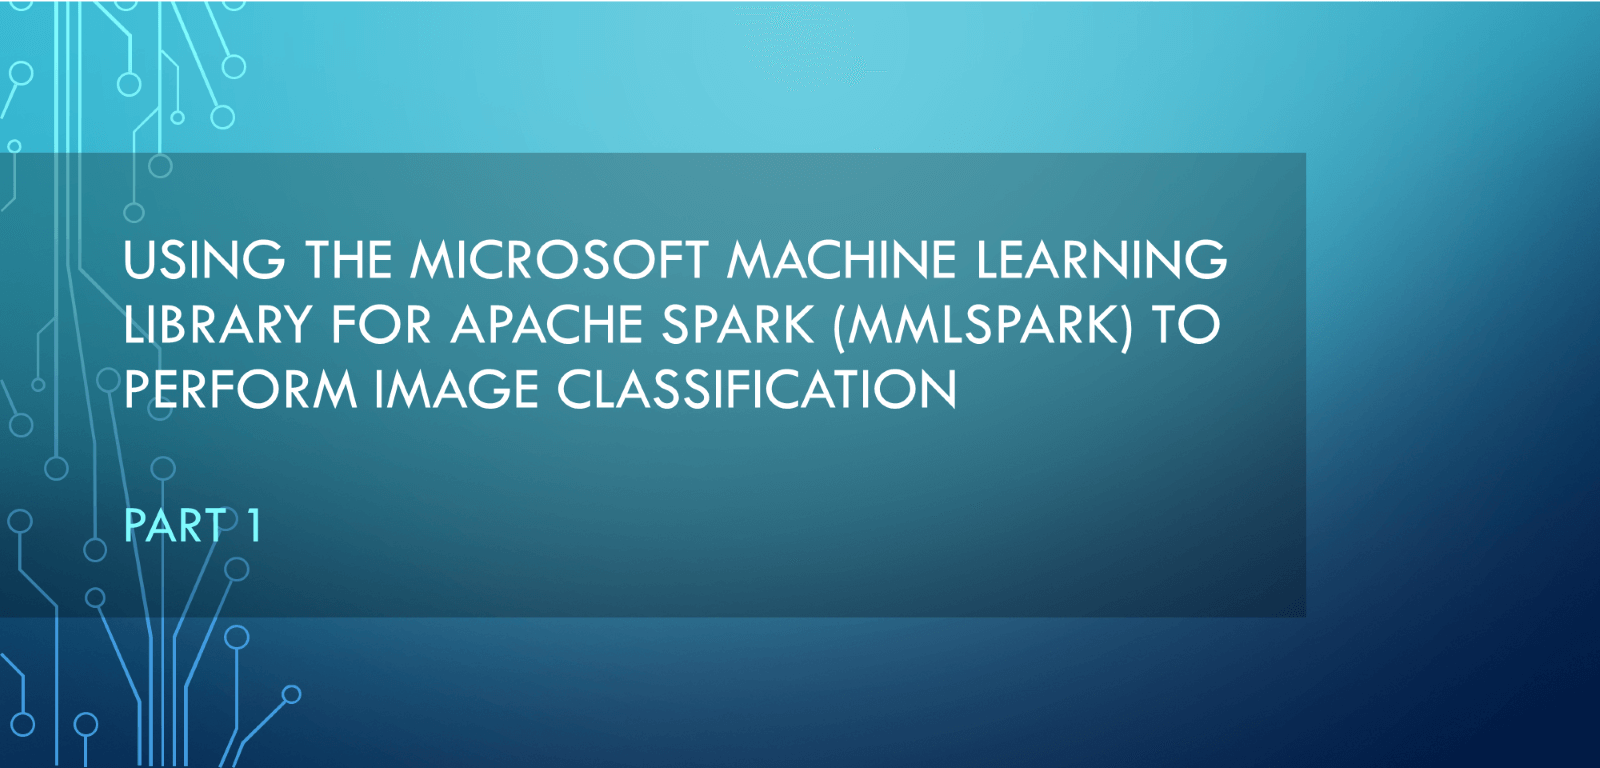 USING THE MICROSOFT MACHINE LEARNING
LIBRARY FOR APACHE SPARK (MMLSPARK) TO
PERFORM IMAGE CLASSIFICATION
PART 1